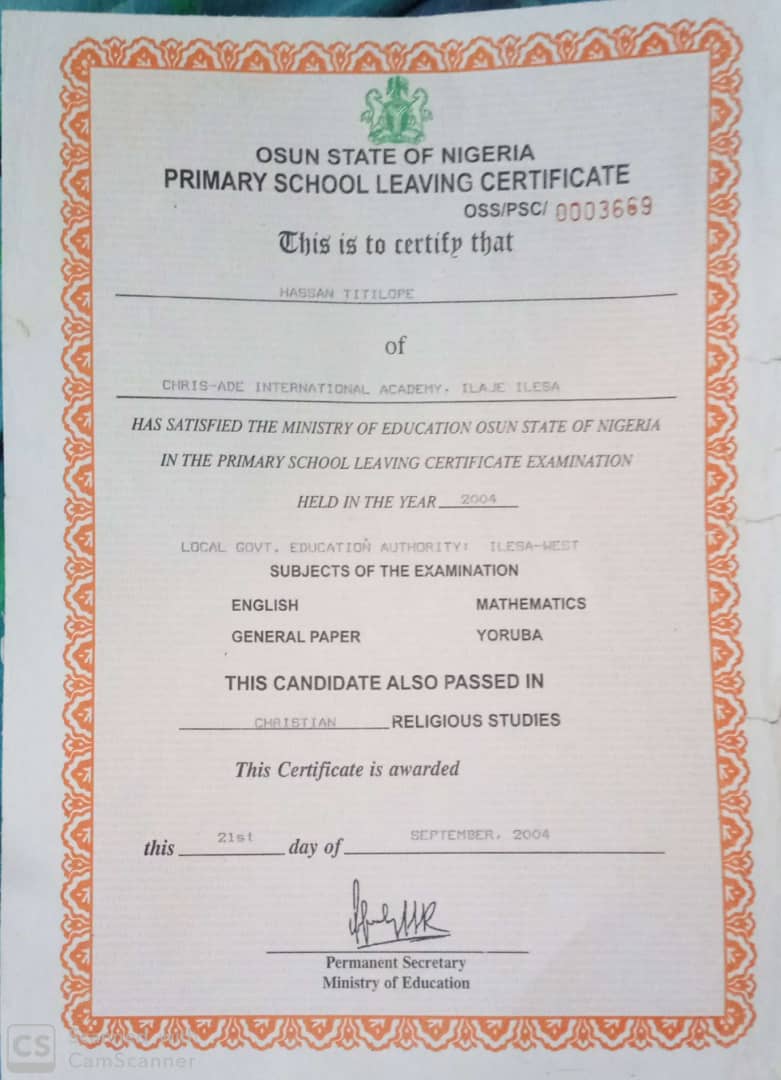 OSUN STATE OF NIGERIA
PRIMARY SCHOOL LEAVING CERTIFICATE
OSS/PSC/ 0003669
This is to certify that
HASSAN TITILOPE
of
CHRIS-ADE INTERNATIONAL ACADEMY, ILAJE ILESA
HAS SATISFIED THE MINISTRY OF EDUCATION OSUN STATE OF NIGERIA
IN THE PRIMARY SCHOOL LEAVING CERTIFICATE EXAMINATION
HELD IN THE YEAR 2004
LOCAL GOVT. EDUCATION AUTHORITY: ILESA-WEST
SUBJECTS OF THE EXAMINATION
ENGLISH MATHEMATICS
GENERAL PAPER YORUBA
THIS CANDIDATE ALSO PASSED IN
CHRISTIAN RELIGIOUS STUDIES
This Certificate is awarded
this 21st day of SEPTEMBER, 2004
Permanent Secretary
Ministry of Education
CS Scanned with
CamScanner